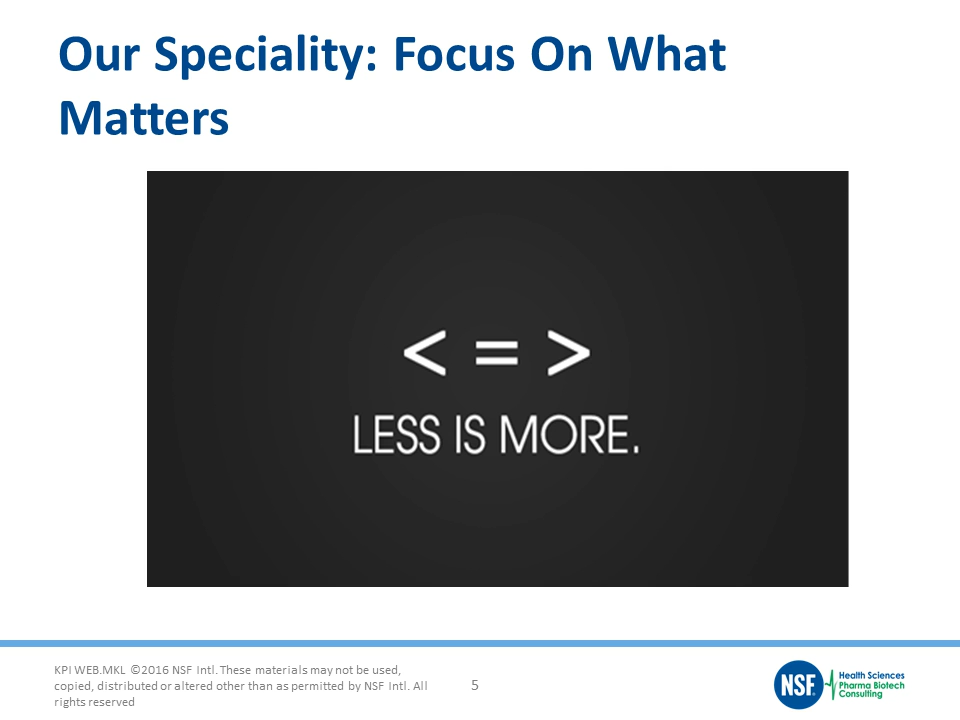 Our Speciality: Focus On What
Matters
< = >
LESS IS MORE.
KPI WEB.MKL ©2016 NSF Intl. These materials may not be used,
copied, distributed or altered other than as permitted by NSF Intl. All
rights reserved
5
NSF
Health Sciences
Pharma Biotech
Consulting